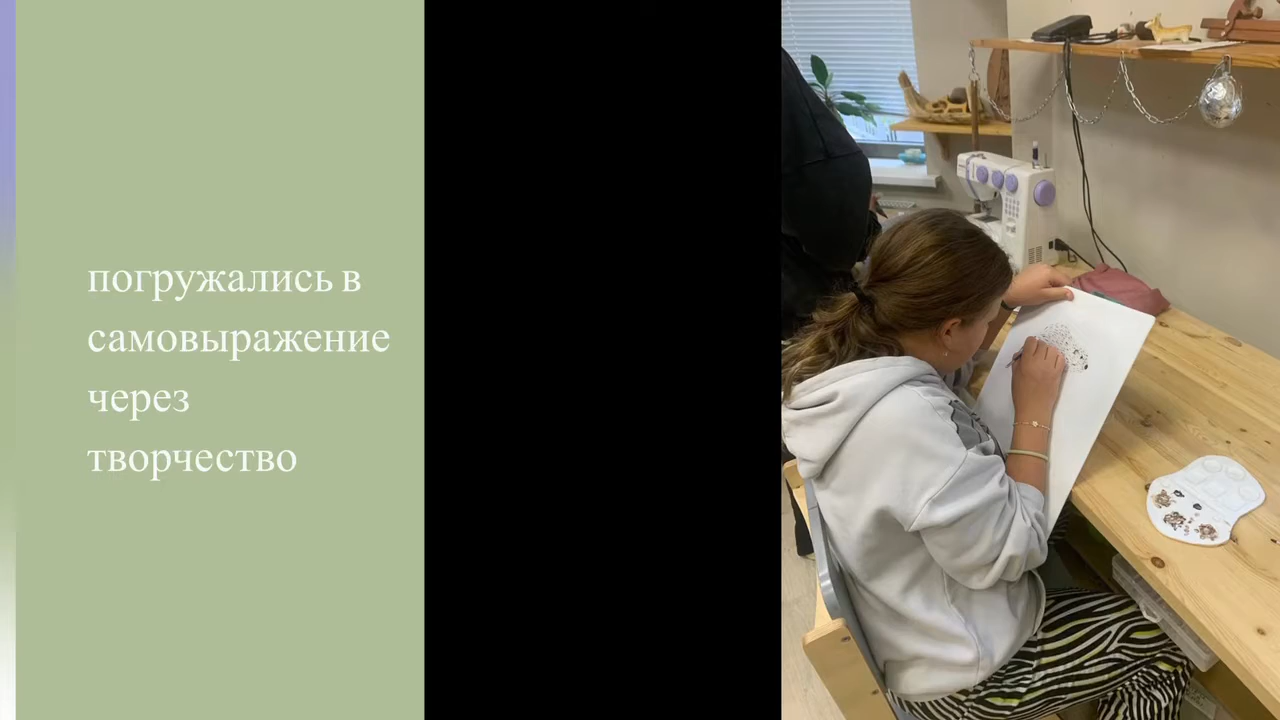 погружались в
самовыражение
через
творчество